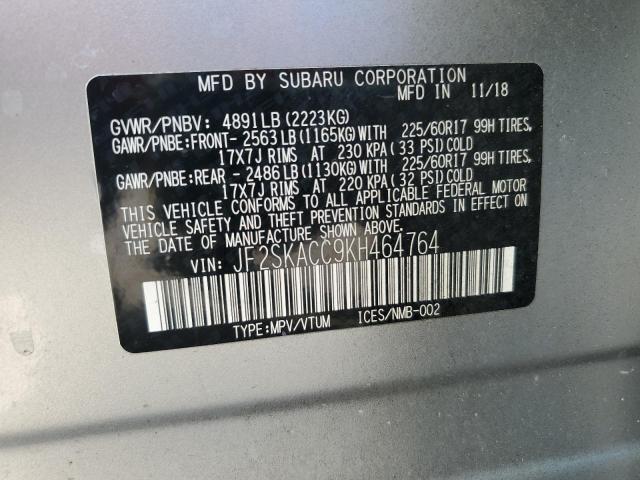 MFD BY SUBARU CORPORATION
MFD IN 11/18
GVWR/PNBV: 4891LB(2223KG)
GAWR/PNBE:FRONT- 2563LB(1165KG)WITH 225/60R17 99H TIRES,
17X7J RIMS AT 230 KPA(33 PSI)COLD
GAWR/PNBE:REAR - 2486LB(1130KG)WITH 225/60R17 99H TIRES,
17X7J RIMS AT 220 KPA(32 PSI)COLD
THIS VEHICLE CONFORMS TO ALL APPLICABLE FEDERAL MOTOR
VEHICLE SAFETY AND THEFT PREVENTION STANDARDS IN EFFECT
ON THE DATE OF MANUFACTURE SHOWN ABOVE.
VIN: JF2SKACC9KH464764
TYPE:MPV/VTUM ICES/NMB-002